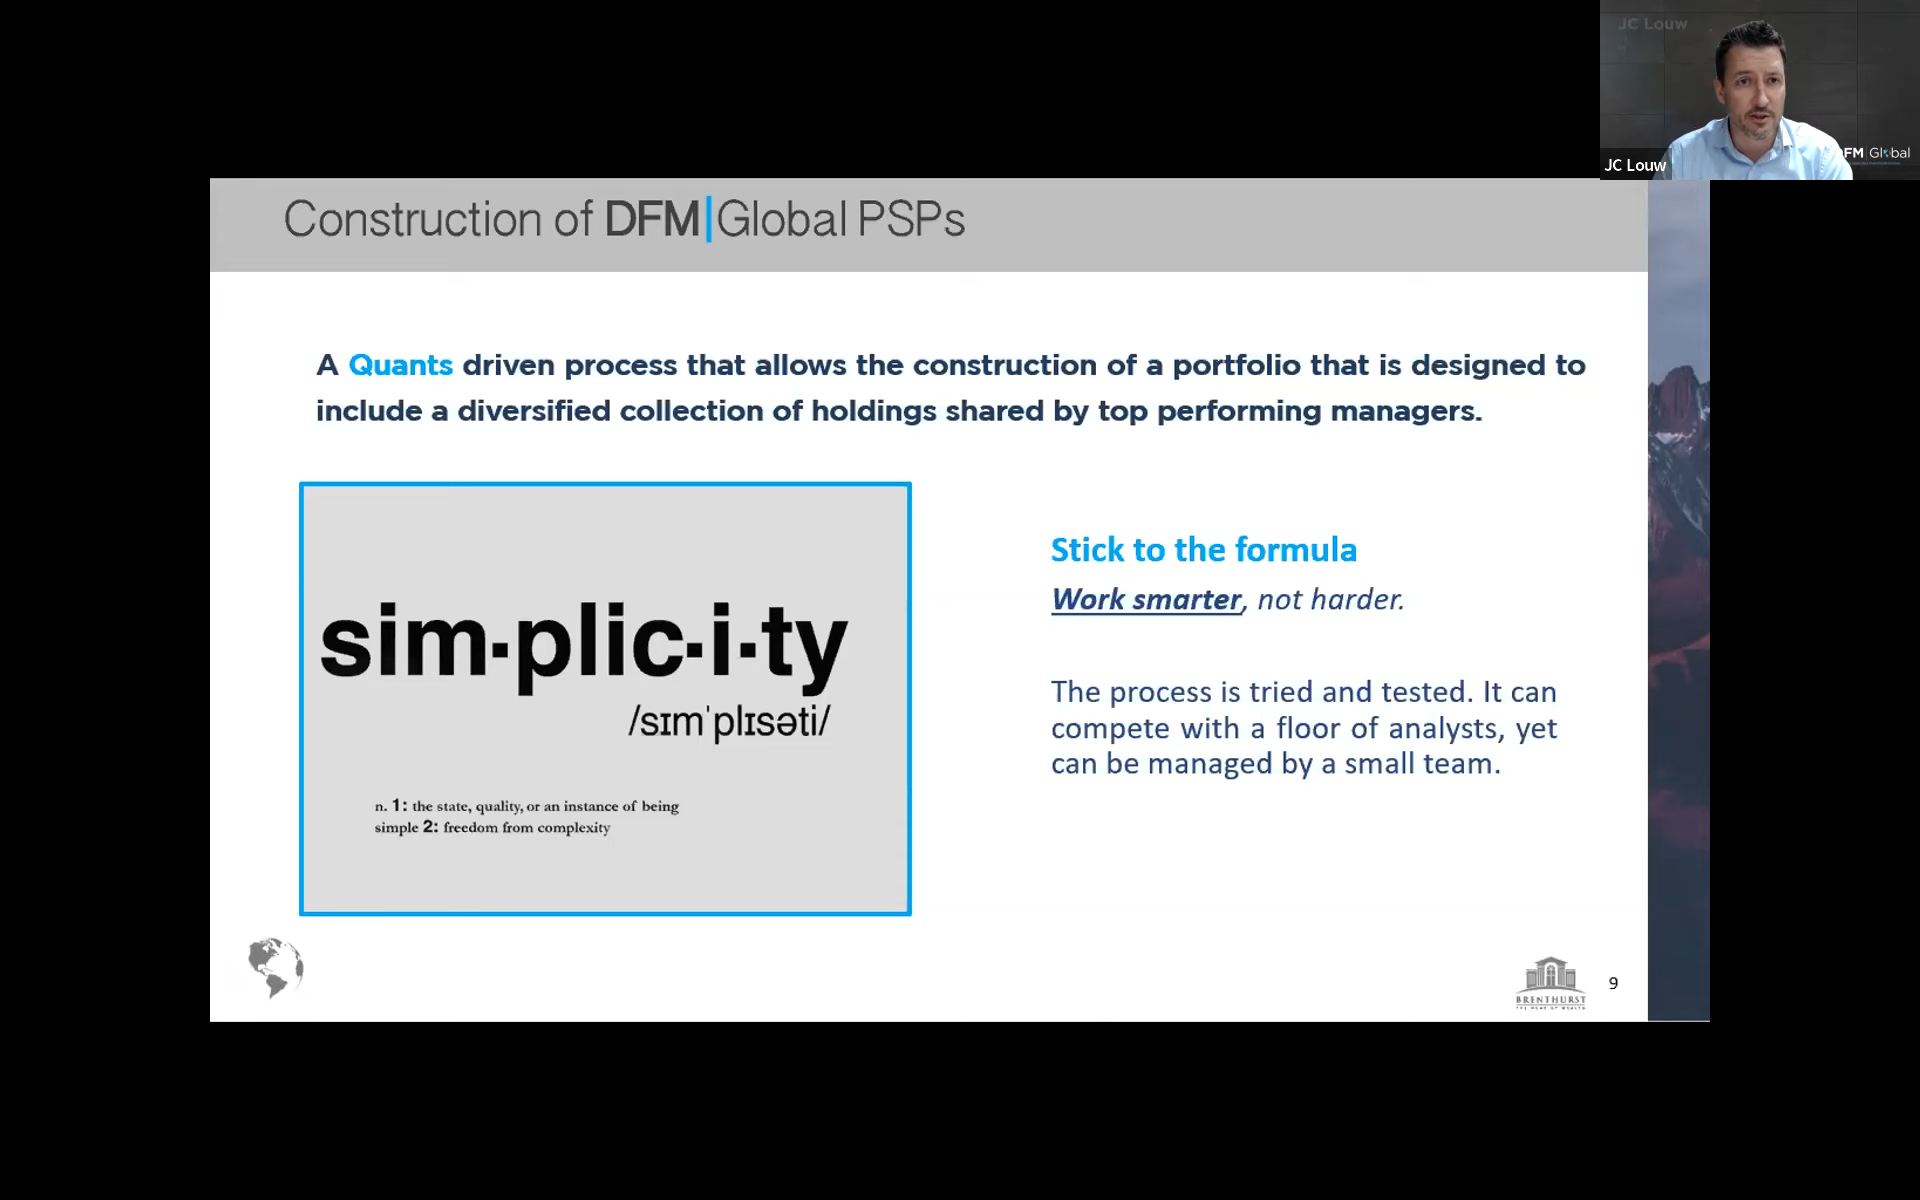 JC Louw
JC Louw
FM Global
Construction of DFM|Global PSPs
A Quants driven process that allows the construction of a portfolio that is designed to
include a diversified collection of holdings shared by top performing managers.
sim·plic·i·ty
/sɪmˈplɪsəti/
n. 1: the state, quality, or an instance of being
simple 2: freedom from complexity
Stick to the formula
Work smarter, not harder.
The process is tried and tested. It can
compete with a floor of analysts, yet
can be managed by a small team.
BRENTHURST
THE HOME OF WEALTH
9